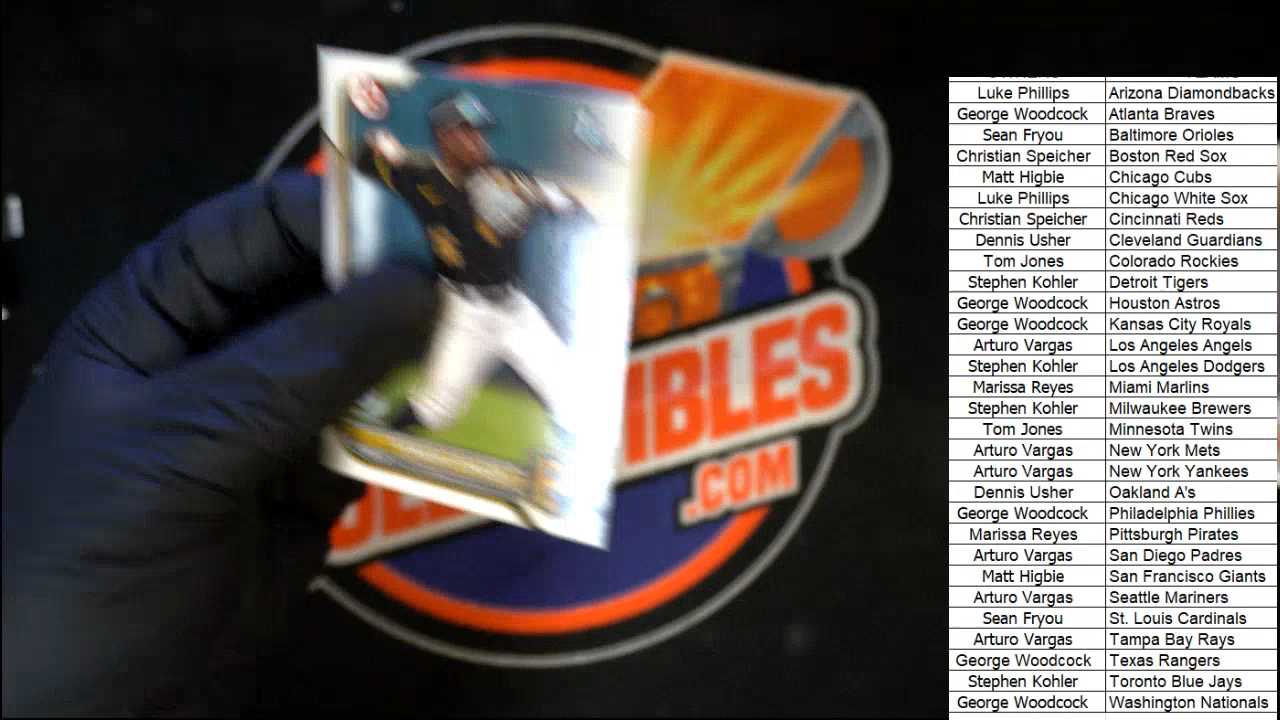 IBLES
.COM
Luke Phillips Arizona Diamondbacks
George Woodcock Atlanta Braves
Sean Fryou Baltimore Orioles
Christian Speicher Boston Red Sox
Matt Higbie Chicago Cubs
Luke Phillips Chicago White Sox
Christian Speicher Cincinnati Reds
Dennis Usher Cleveland Guardians
Tom Jones Colorado Rockies
Stephen Kohler Detroit Tigers
George Woodcock Houston Astros
George Woodcock Kansas City Royals
Arturo Vargas Los Angeles Angels
Stephen Kohler Los Angeles Dodgers
Marissa Reyes Miami Marlins
Stephen Kohler Milwaukee Brewers
Tom Jones Minnesota Twins
Arturo Vargas New York Mets
Arturo Vargas New York Yankees
Dennis Usher Oakland A's
George Woodcock Philadelphia Phillies
Marissa Reyes Pittsburgh Pirates
Arturo Vargas San Diego Padres
Matt Higbie San Francisco Giants
Arturo Vargas Seattle Mariners
Sean Fryou St. Louis Cardinals
Arturo Vargas Tampa Bay Rays
George Woodcock Texas Rangers
Stephen Kohler Toronto Blue Jays
George Woodcock Washington Nationals